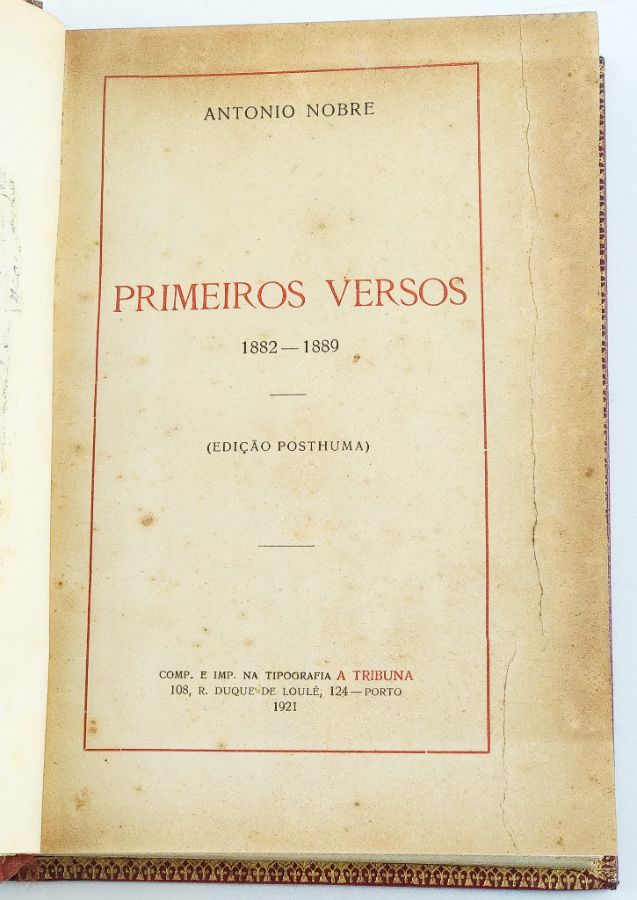 ANTONIO NOBRE
PRIMEIROS VERSOS
1882 — 1889
(EDIÇÃO POSTHUMA)
COMP. E IMP. NA TIPOGRAFIA A TRIBUNA
108, R. DUQUE DE LOULÉ, 124 — PORTO
1921